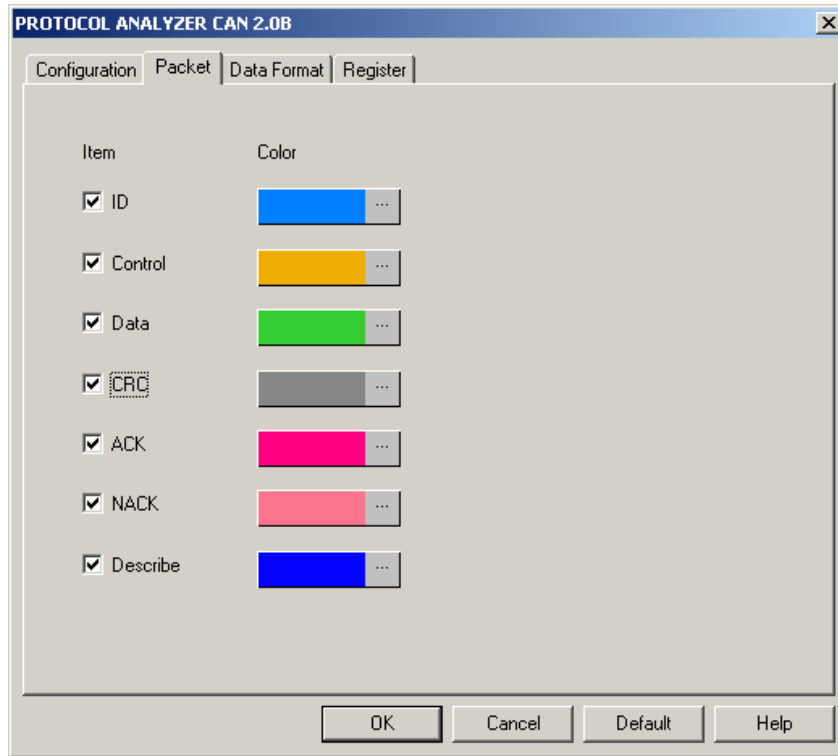 PROTOCOL ANALYZER CAN 2.0B
Configuration Packet Data Format Register
Item Color
ID ...
Control ...
Data ...
CRC ...
ACK ...
NACK ...
Describe ...
OK Cancel Default Help